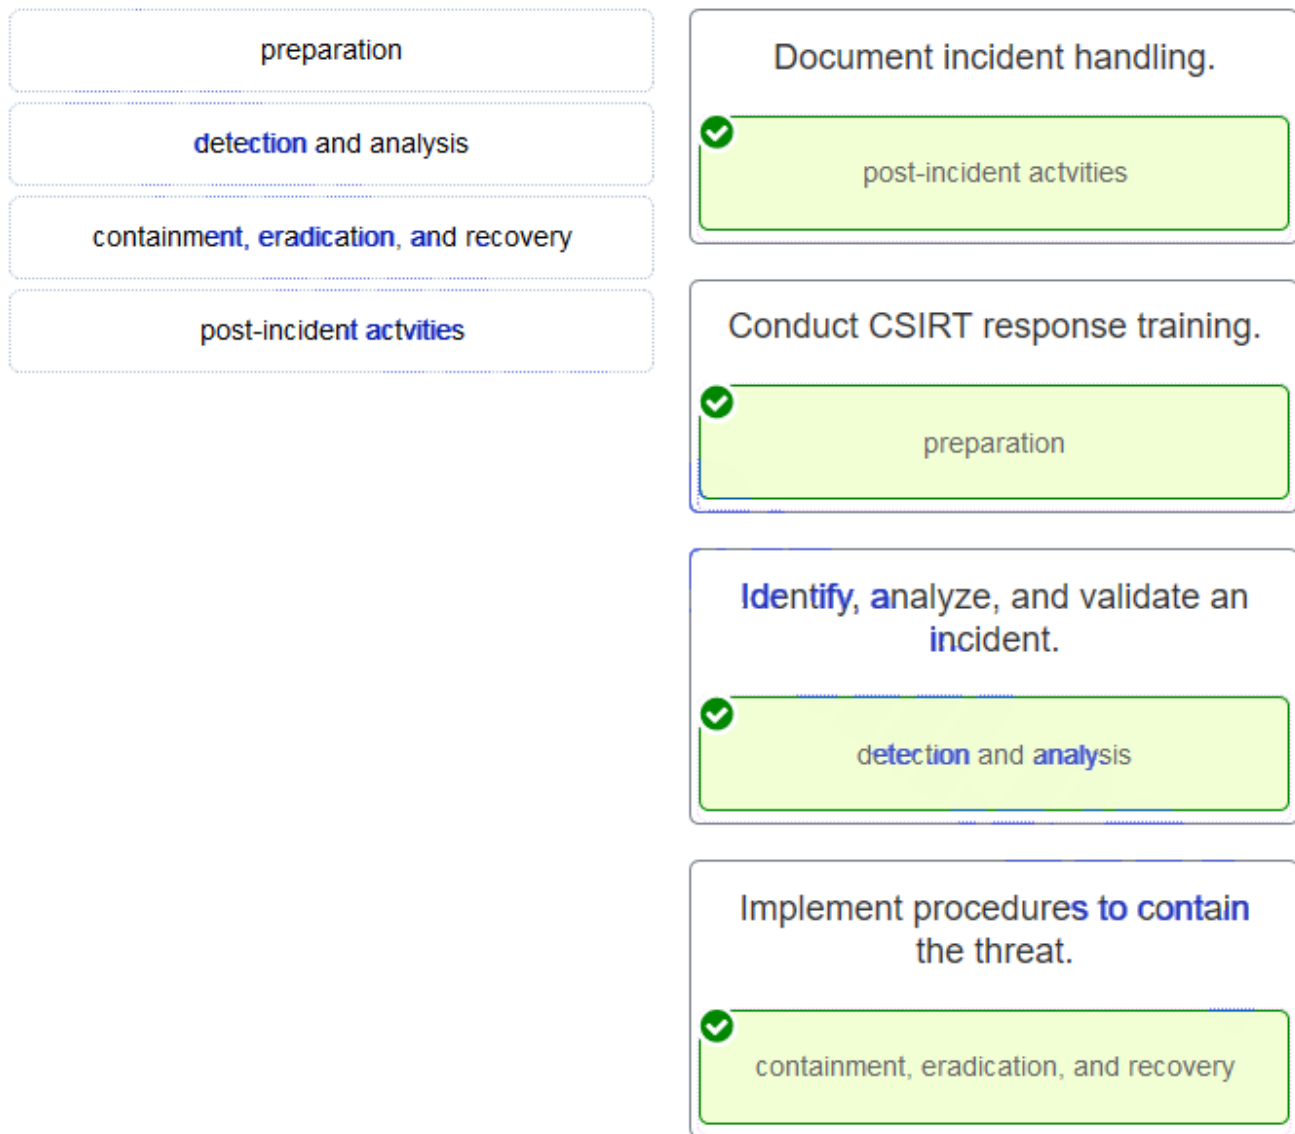 preparation
detection and analysis
containment, eradication, and recovery
post-incident actvities
Document incident handling.
post-incident actvities
Conduct CSIRT response training.
preparation
Identify, analyze, and validate an
incident.
detection and analysis
Implement procedures to contain
the threat.
containment, eradication, and recovery